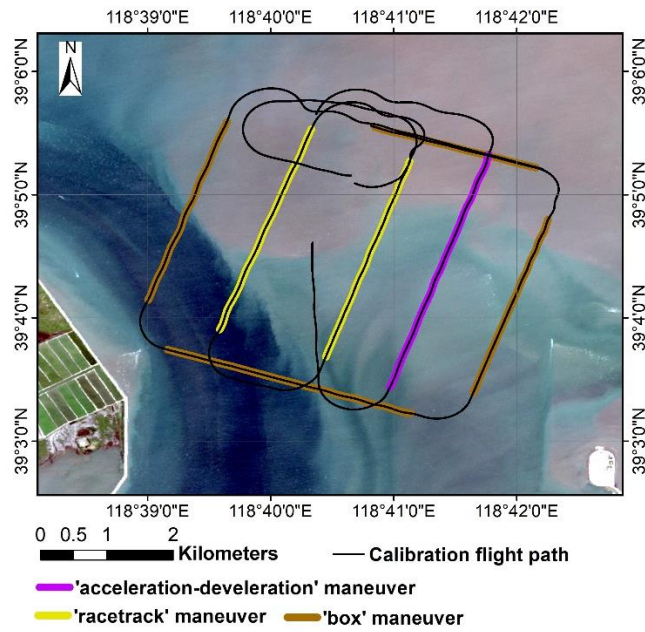 118°39'0"E 118°40'0"E 118°41'0"E 118°42'0"E
N
39°6'0"N 39°6'0"N
39°5'0"N 39°5'0"N
39°4'0"N 39°4'0"N
39°3'0"N 39°3'0"N
118°39'0"E 118°40'0"E 118°41'0"E 118°42'0"E
0 0.5 1 2
Kilometers Calibration flight path
'acceleration-develeration' maneuver
'racetrack' maneuver 'box' maneuver